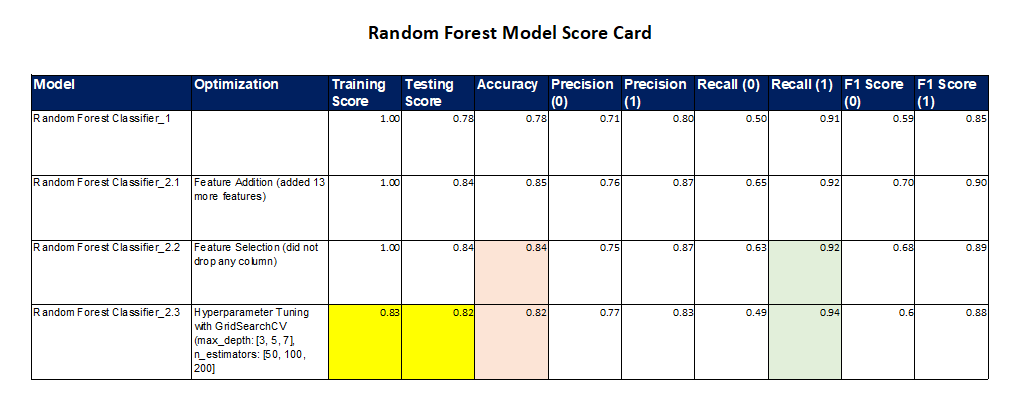 Random Forest Model Score Card
Model Optimization Training Score Testing Score Accuracy Precision (0) Precision (1) Recall (0) Recall (1) F1 Score (0) F1 Score (1)
Random Forest Classifier_1 1.00 0.78 0.78 0.71 0.80 0.50 0.91 0.59 0.85
Random Forest Classifier_2.1 Feature Addition (added 13 more features) 1.00 0.84 0.85 0.76 0.87 0.65 0.92 0.70 0.90
Random Forest Classifier_2.2 Feature Selection (did not drop any column) 1.00 0.84 0.84 0.75 0.87 0.63 0.92 0.68 0.89
Random Forest Classifier_2.3 Hyperparameter Tuning with GridSearchCV (max_depth: [3, 5, 7], n_estimators: [50, 100, 200] 0.83 0.82 0.82 0.77 0.83 0.49 0.94 0.6 0.88